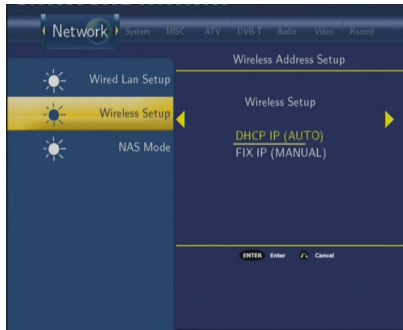 Network System MISC ATV DVB-T Audio Video Record
Wireless Address Setup
Wired Lan Setup
Wireless Setup
Wireless Setup
NAS Mode
DHCP IP (AUTO)
FIX IP (MANUAL)
ENTER Enter Cancel